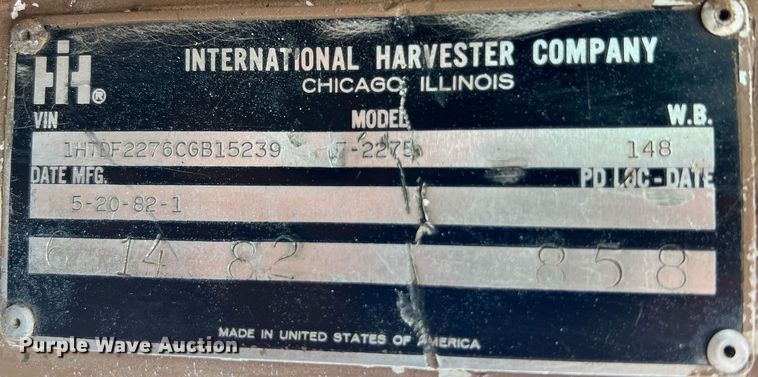 INTERNATIONAL HARVESTER COMPANY
IH®
CHICAGO, ILLINOIS
VIN MODEL W.B.
1HTDF2276CGB15239 F-2275 148
DATE MFG. PD LOC-DATE
5-20-82-1
6 14 82 858
MADE IN UNITED STATES OF AMERICA
Purple Wave Auction